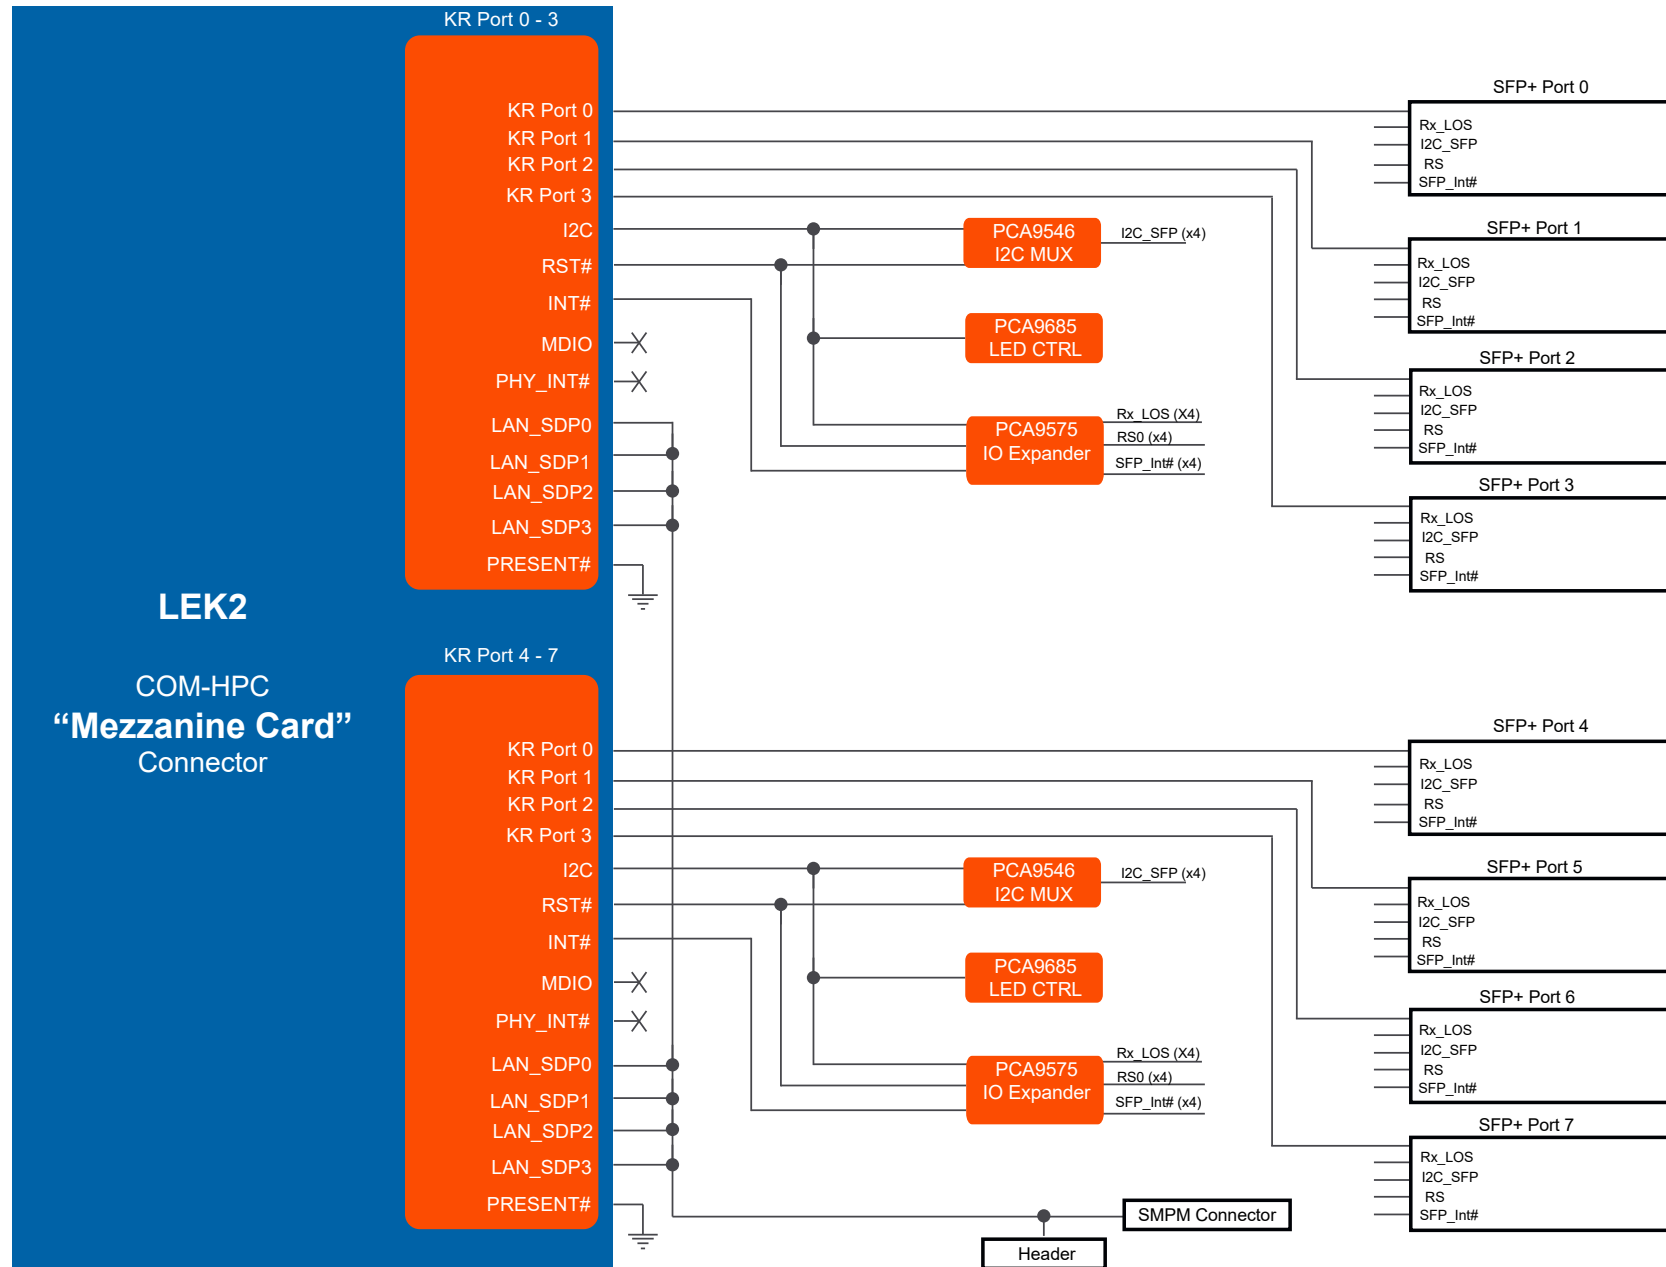 LEK2
COM-HPC
“Mezzanine Card”
Connector
KR Port 0 - 3
KR Port 0
KR Port 1
KR Port 2
KR Port 3
I2C
RST#
INT#
MDIO
PHY_INT#
LAN_SDP0
LAN_SDP1
LAN_SDP2
LAN_SDP3
PRESENT#
PCA9546
I2C MUX
I2C_SFP (x4)
PCA9685
LED CTRL
PCA9575
IO Expander
Rx_LOS (X4)
RS0 (x4)
SFP_Int# (x4)
SFP+ Port 0
Rx_LOS
I2C_SFP
RS
SFP_Int#
SFP+ Port 1
Rx_LOS
I2C_SFP
RS
SFP_Int#
SFP+ Port 2
Rx_LOS
I2C_SFP
RS
SFP_Int#
SFP+ Port 3
Rx_LOS
I2C_SFP
RS
SFP_Int#
KR Port 4 - 7
KR Port 0
KR Port 1
KR Port 2
KR Port 3
I2C
RST#
INT#
MDIO
PHY_INT#
LAN_SDP0
LAN_SDP1
LAN_SDP2
LAN_SDP3
PRESENT#
PCA9546
I2C MUX
I2C_SFP (x4)
PCA9685
LED CTRL
PCA9575
IO Expander
Rx_LOS (X4)
RS0 (x4)
SFP_Int# (x4)
SFP+ Port 4
Rx_LOS
I2C_SFP
RS
SFP_Int#
SFP+ Port 5
Rx_LOS
I2C_SFP
RS
SFP_Int#
SFP+ Port 6
Rx_LOS
I2C_SFP
RS
SFP_Int#
SFP+ Port 7
Rx_LOS
I2C_SFP
RS
SFP_Int#
SMPM Connector
Header